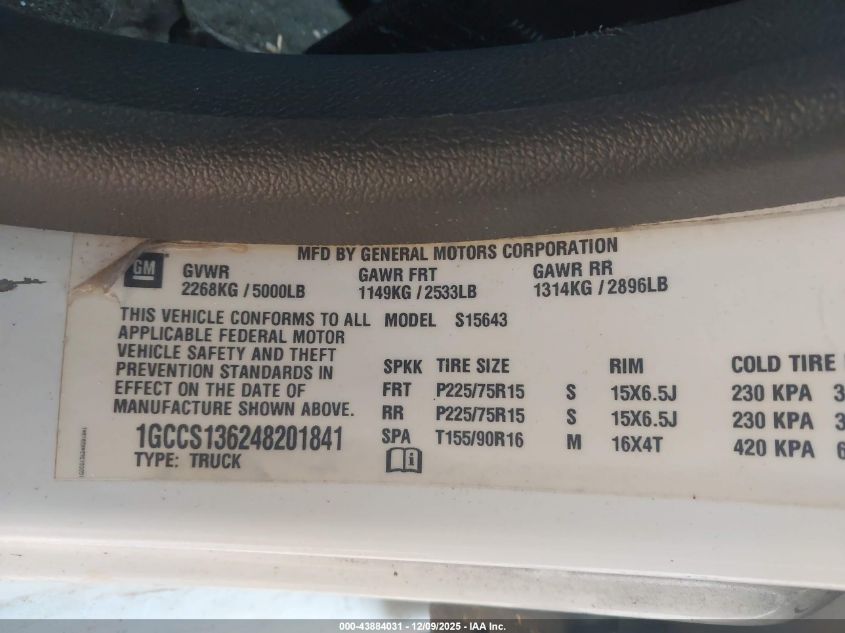 MFD BY GENERAL MOTORS CORPORATION
GM
GVWR GAWR FRT GAWR RR
2268KG / 5000LB 1149KG / 2533LB 1314KG / 2896LB
THIS VEHICLE CONFORMS TO ALL
APPLICABLE FEDERAL MOTOR
VEHICLE SAFETY AND THEFT
PREVENTION STANDARDS IN
EFFECT ON THE DATE OF
MANUFACTURE SHOWN ABOVE.
1GCCS136248201841
TYPE: TRUCK
MODEL S15643
SPKK TIRE SIZE RIM COLD TIRE
FRT P225/75R15 S 15X6.5J 230 KPA 3
RR P225/75R15 S 15X6.5J 230 KPA 3
SPA T155/90R16 M 16X4T 420 KPA 6
000-43884031 - 12/09/2025 - IAA Inc.